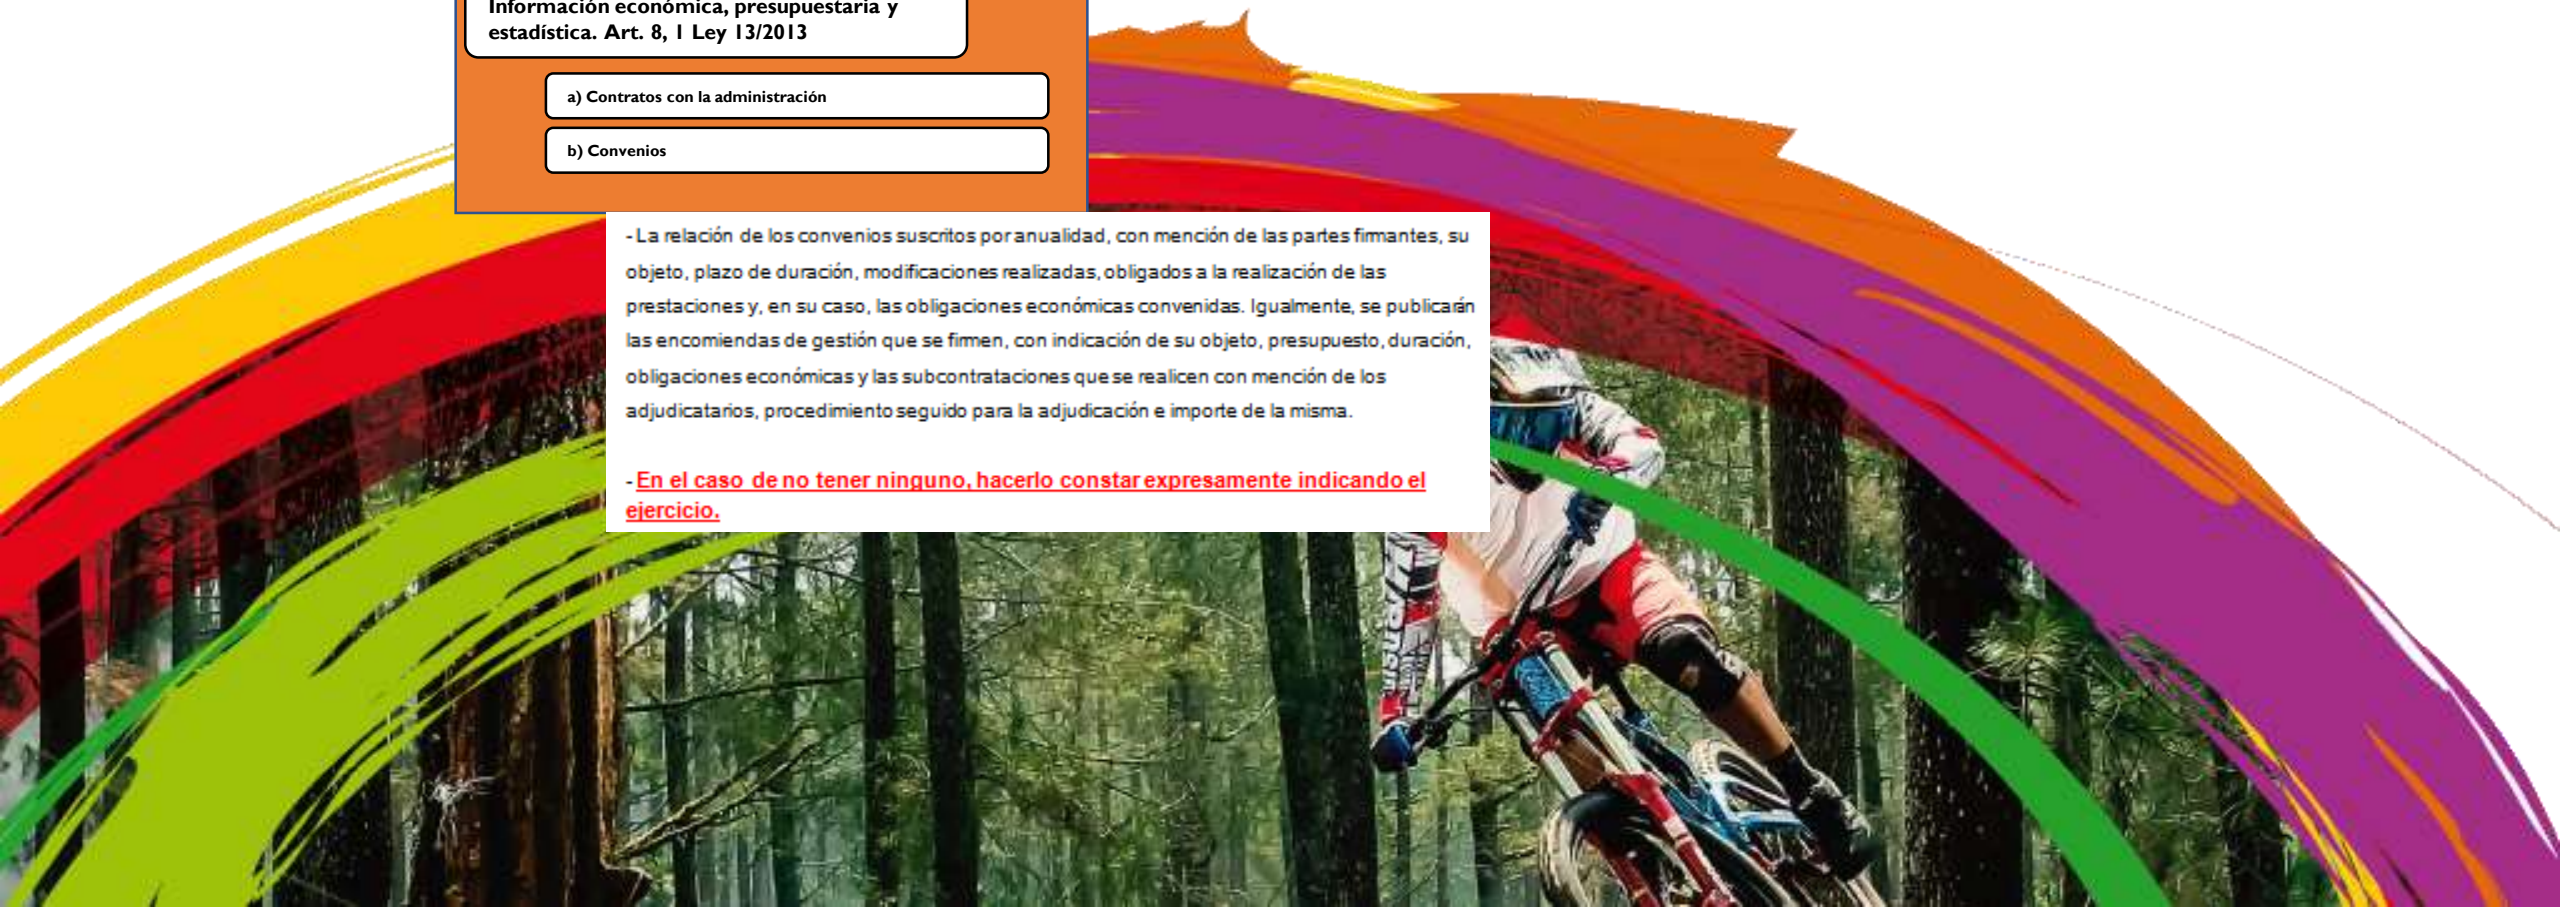 Información económica, presupuestaria y
estadística. Art. 8, 1 Ley 13/2013
a) Contratos con la administración
b) Convenios
- La relación de los convenios suscritos por anualidad, con mención de las partes firmantes, su
objeto, plazo de duración, modificaciones realizadas, obligados a la realización de las
prestaciones y, en su caso, las obligaciones económicas convenidas. Igualmente, se publicarán
las encomiendas de gestión que se firmen, con indicación de su objeto, presupuesto, duración,
obligaciones económicas y las subcontrataciones que se realicen con mención de los
adjudicatarios, procedimiento seguido para la adjudicación e importe de la misma.
- En el caso de no tener ninguno, hacerlo constar expresamente indicando el
ejercicio.